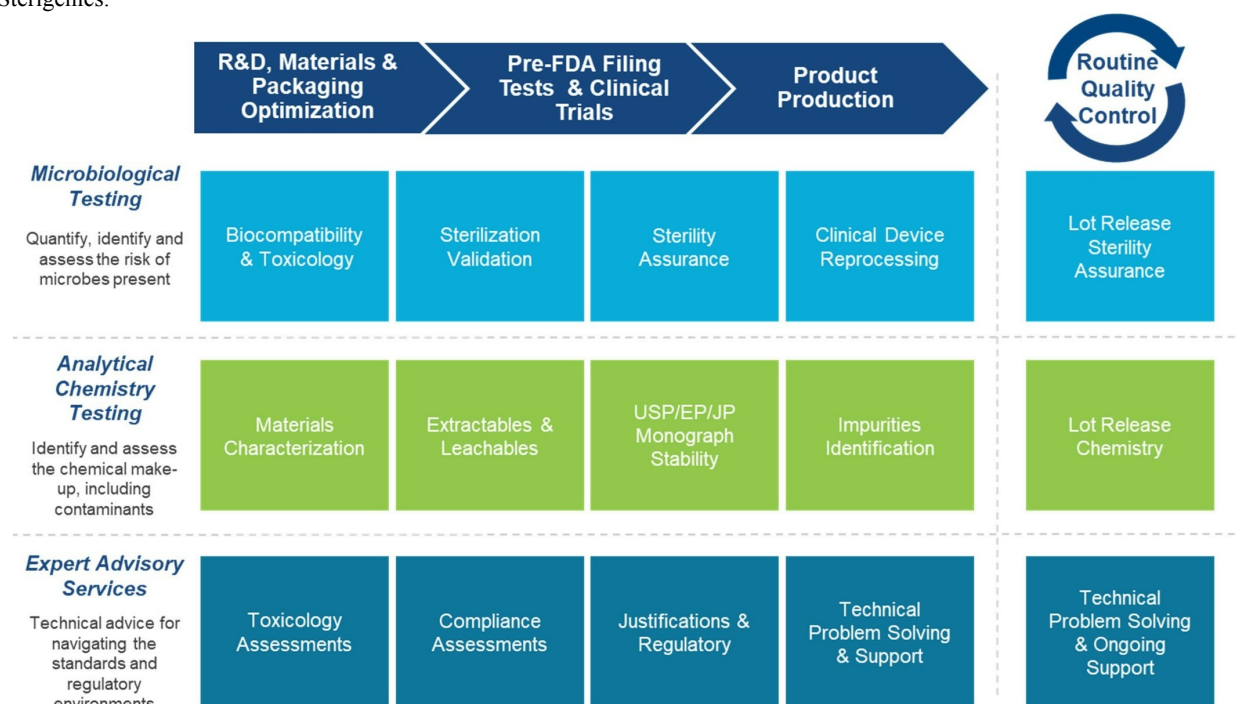 Sterigenics.
R&D, Materials &
Packaging
Optimization
Pre-FDA Filing
Tests & Clinical
Trials
Product
Production
Routine
Quality
Control
Microbiological
Testing
Quantify, identify and
assess the risk of
microbes present
Biocompatibility
& Toxicology
Sterilization
Validation
Sterility
Assurance
Clinical Device
Reprocessing
Lot Release
Sterility
Assurance
Analytical
Chemistry
Testing
Identify and assess
the chemical make-
up, including
contaminants
Materials
Characterization
Extractables &
Leachables
USP/EP/JP
Monograph
Stability
Impurities
Identification
Lot Release
Chemistry
Expert Advisory
Services
Technical advice for
navigating the
standards and
regulatory
environments
Toxicology
Assessments
Compliance
Assessments
Justifications &
Regulatory
Technical
Problem Solving
& Support
Technical
Problem Solving
& Ongoing
Support